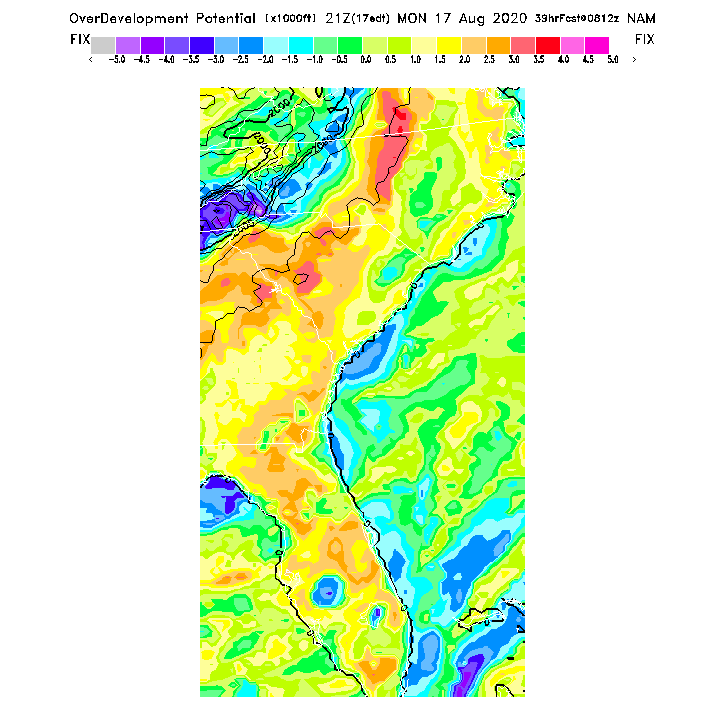 OverDevelopment Potential [x1000ft] 21Z(17edt) MON 17 Aug 2020 39hrFcst@0812z NAM
FIX FIX
< -5.0 -4.5 -4.0 -3.5 -3.0 -2.5 -2.0 -1.5 -1.0 -0.5 0.0 0.5 1.0 1.5 2.0 2.5 3.0 3.5 4.0 4.5 5.0 >
2000
2000